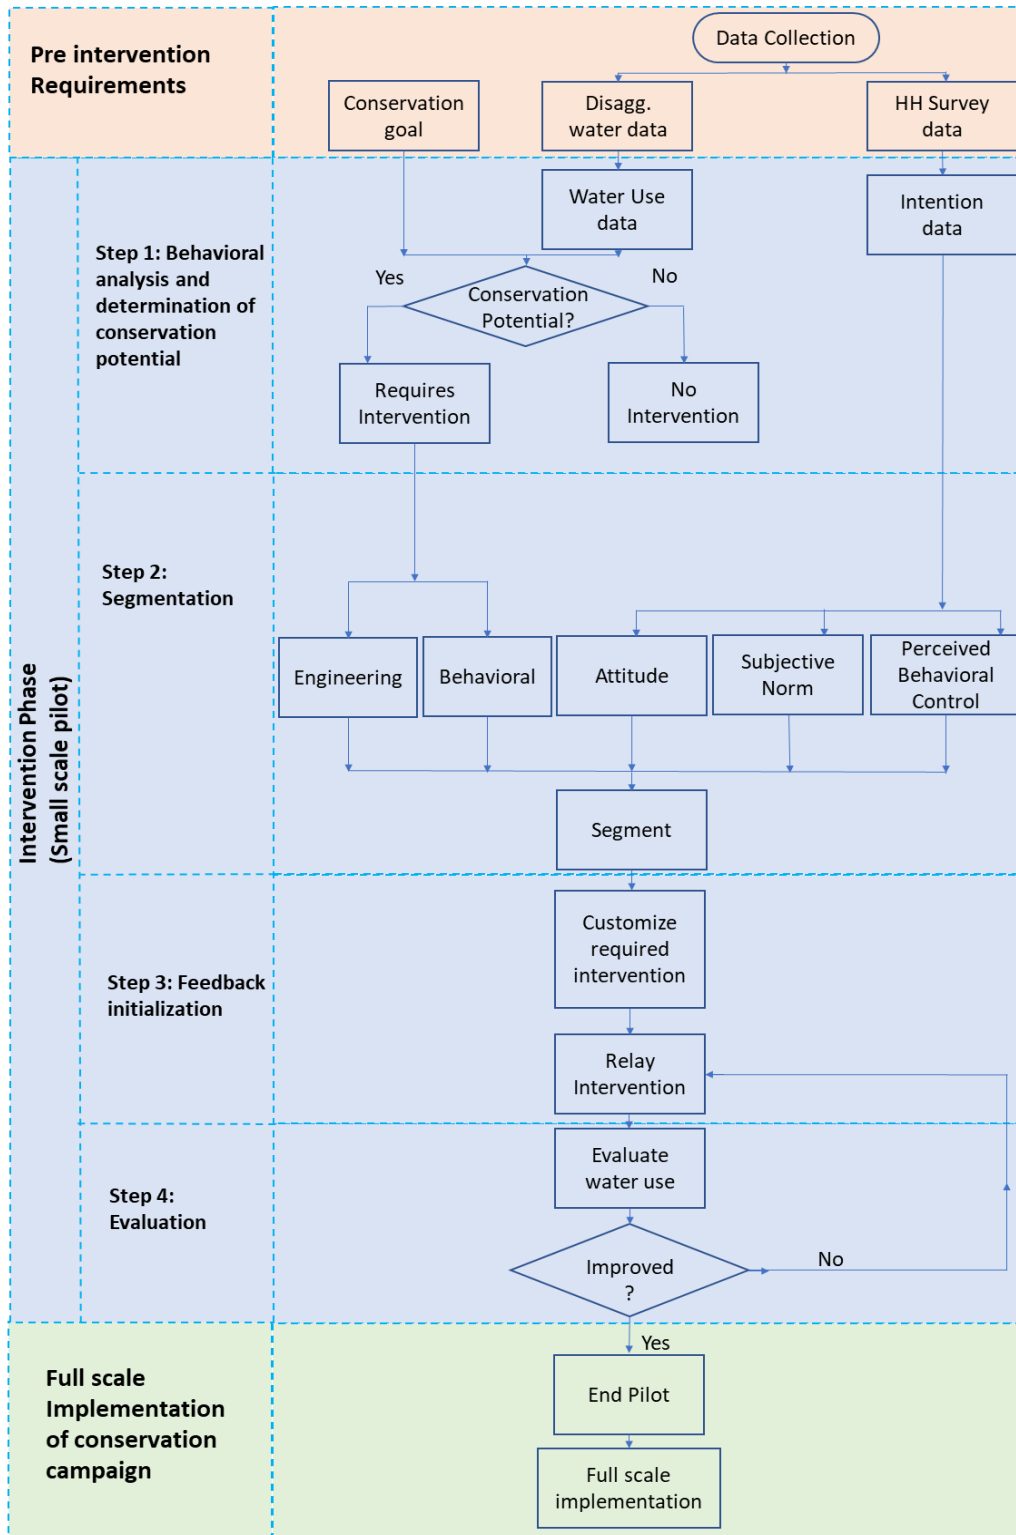 Pre intervention
Requirements
Data Collection
Conservation
goal
Disagg.
water data
HH Survey
data
Intervention Phase
(Small scale pilot)
Step 1: Behavioral
analysis and
determination of
conservation
potential
Water Use
data
Intention
data
Yes
No
Conservation
Potential?
Requires
Intervention
No
Intervention
Step 2:
Segmentation
Engineering
Behavioral
Attitude
Subjective
Norm
Perceived
Behavioral
Control
Segment
Step 3: Feedback
initialization
Customize
required
intervention
Relay
Intervention
Step 4:
Evaluation
Evaluate
water use
Improved
?
No
Yes
Full scale
Implementation
of conservation
campaign
End Pilot
Full scale
implementation